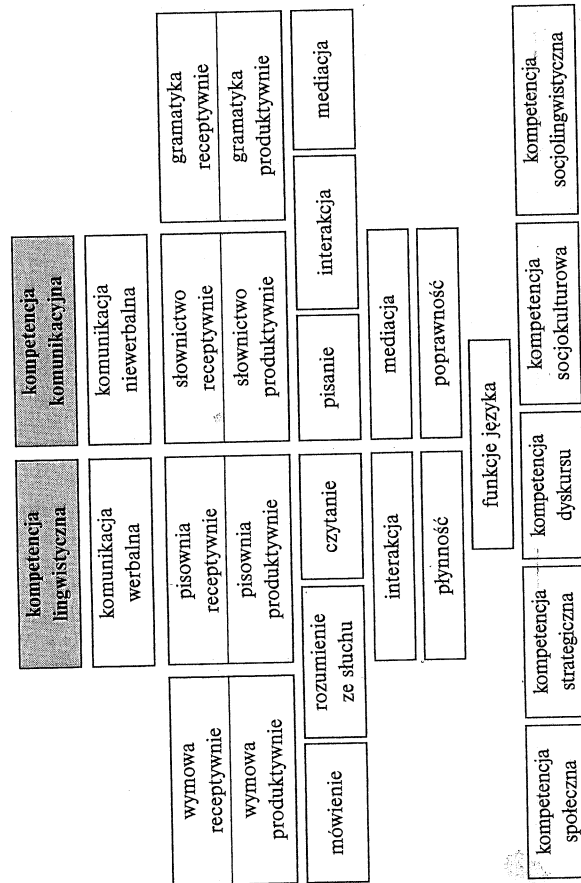 kompetencja
lingwistyczna
kompetencja
komunikacyjna
komunikacja
werbalna
komunikacja
niewerbalna
wymowa
receptywnie
pisownia
receptywnie
słownictwo
receptywnie
gramatyka
receptywnie
wymowa
produktywnie
pisownia
produktywnie
słownictwo
produktywnie
gramatyka
produktywnie
mówienie
rozumienie
ze słuchu
czytanie
pisanie
interakcja
mediacja
interakcja
mediacja
płynność
poprawność
funkcje języka
kompetencja
społeczna
kompetencja
strategiczna
kompetencja
dyskursu
kompetencja
socjokulturowa
kompetencja
socjolingwistyczna